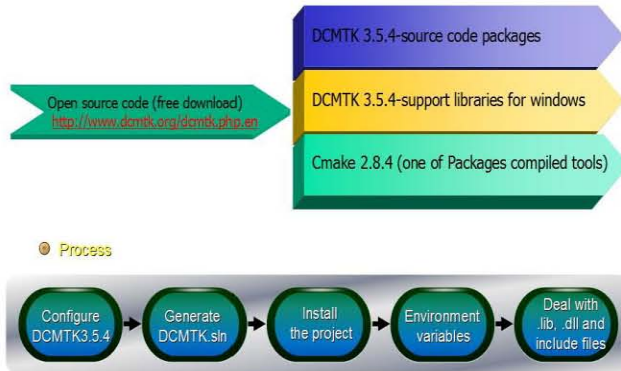 Open source code (free download)
http://www.dcmtk.org/dcmtk.php.en
DCMTK 3.5.4-source code packages
DCMTK 3.5.4-support libraries for windows
Cmake 2.8.4 (one of Packages compiled tools)
Process
Configure
DCMTK3.5.4
Generate
DCMTK.sln
Install
the project
Environment
variables
Deal with
.lib, .dll and
include files